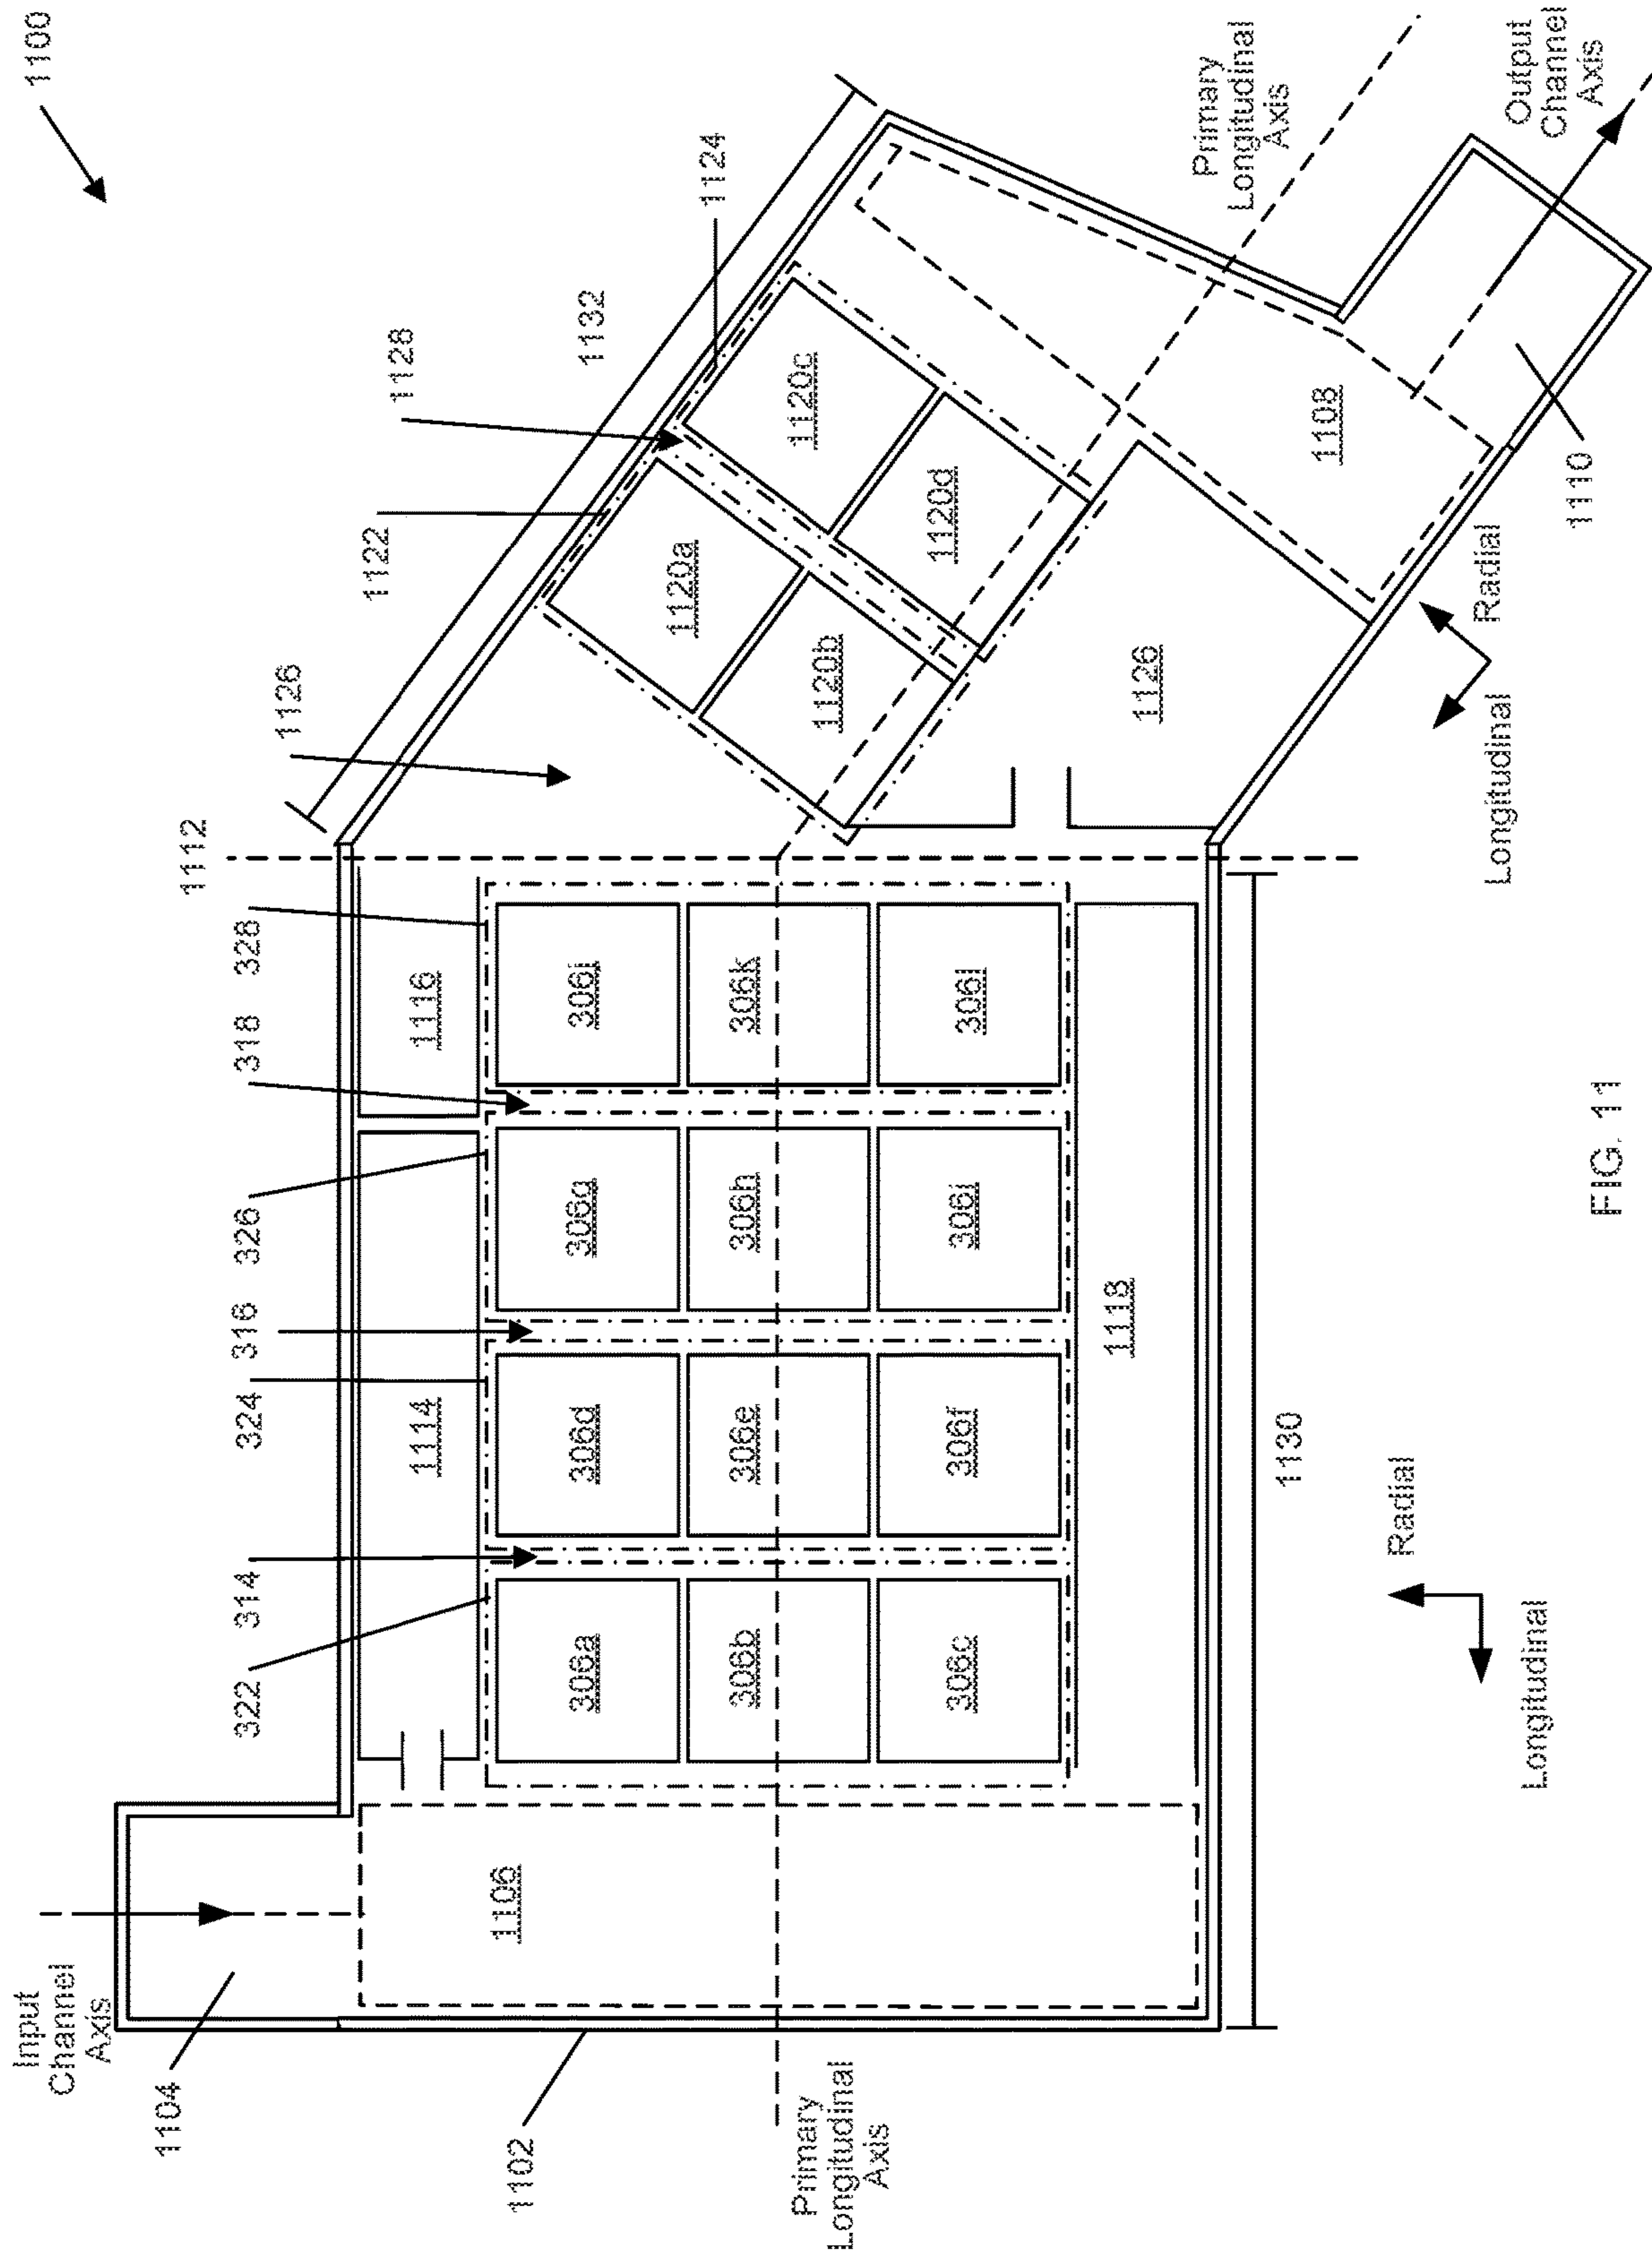 1100
Input
Channel
Axis
1104
1112
322
314
324
316
326
318
328
1126
1122
1128
1132
1114
1116
1106
1102
306a
306d
306g
306j
1120a
1124
306b
306e
306h
306k
1120b
1120c
306c
306f
306i
306l
1120d
Primary
Longitudinal
Axis
1118
1126
Primary
Longitudinal
Axis
1108
1130
Radial
Longitudinal
Radial
Longitudinal
1110
Output
Channel
Axis
FIG. 11